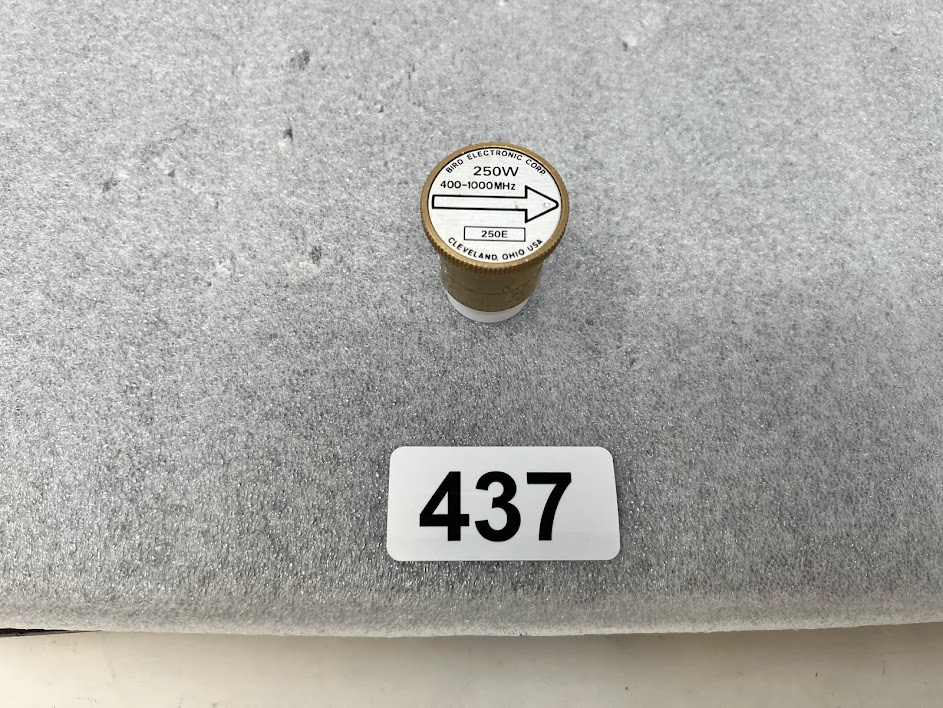 BIRD ELECTRONIC CORP.
250W
400-1000MHz
250E
CLEVELAND, OHIO USA
437